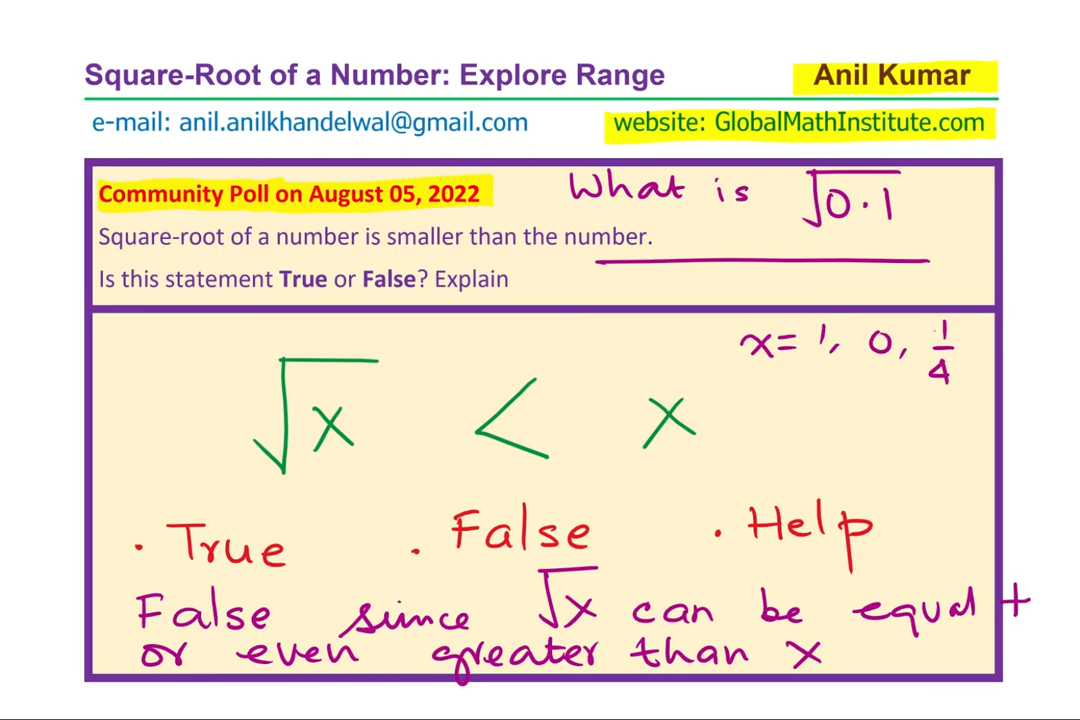 Square-Root of a Number: Explore Range Anil Kumar
e-mail: anil.anilkhandelwal@gmail.com website: GlobalMathInstitute.com
Community Poll on August 05, 2022 What is √0.1
Square-root of a number is smaller than the number.
Is this statement True or False? Explain
x = 1, 0, 1/4
√x < x
· True . False · Help
False since √x can be equal t
or even greater than x